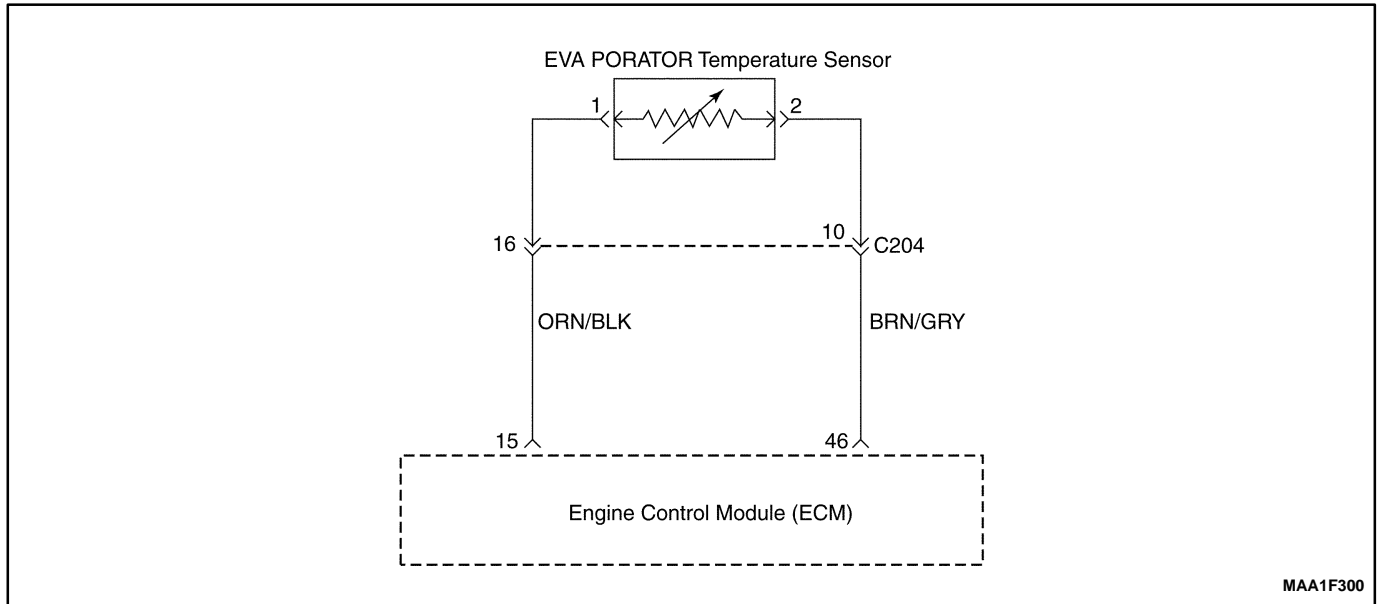 EVA PORATOR Temperature Sensor
1
2
16
10
C204
ORN/BLK
BRN/GRY
15
46
Engine Control Module (ECM)
MAA1F300